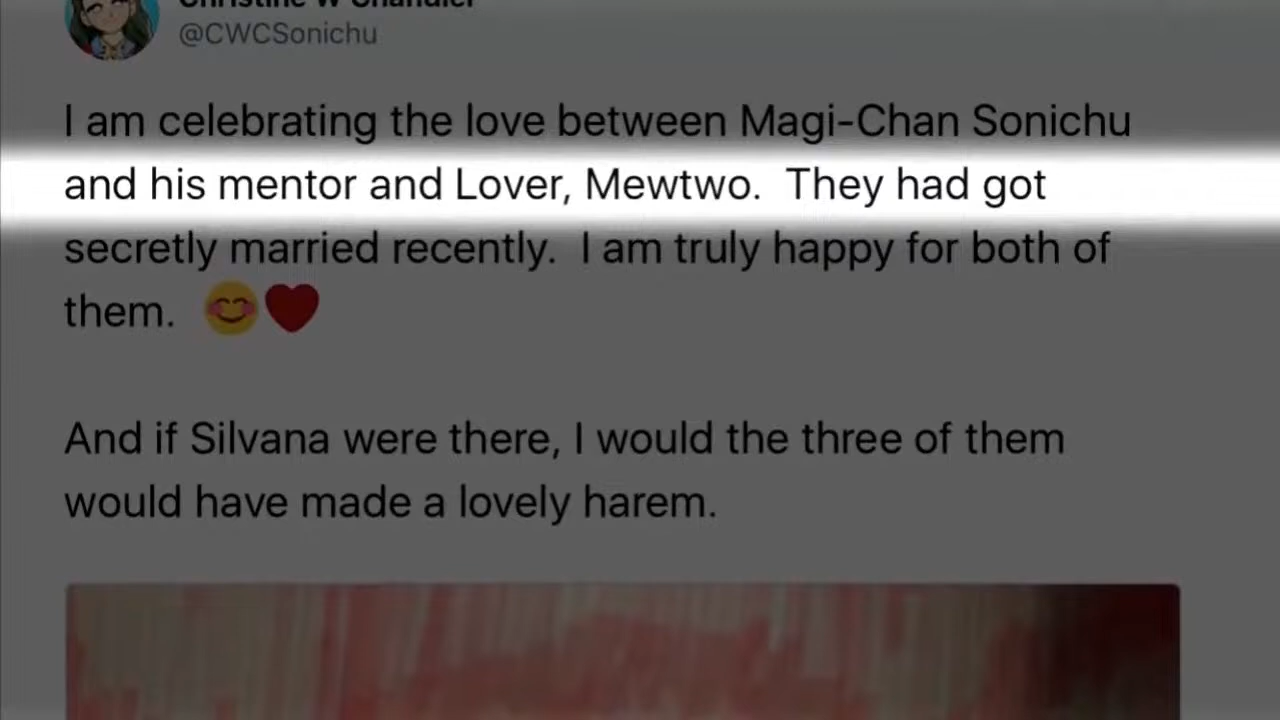 Christine W Chandler
@CWCSonichu
I am celebrating the love between Magi-Chan Sonichu
and his mentor and Lover, Mewtwo. They had got
secretly married recently. I am truly happy for both of
them. 😊❤️
And if Silvana were there, I would the three of them
would have made a lovely harem.